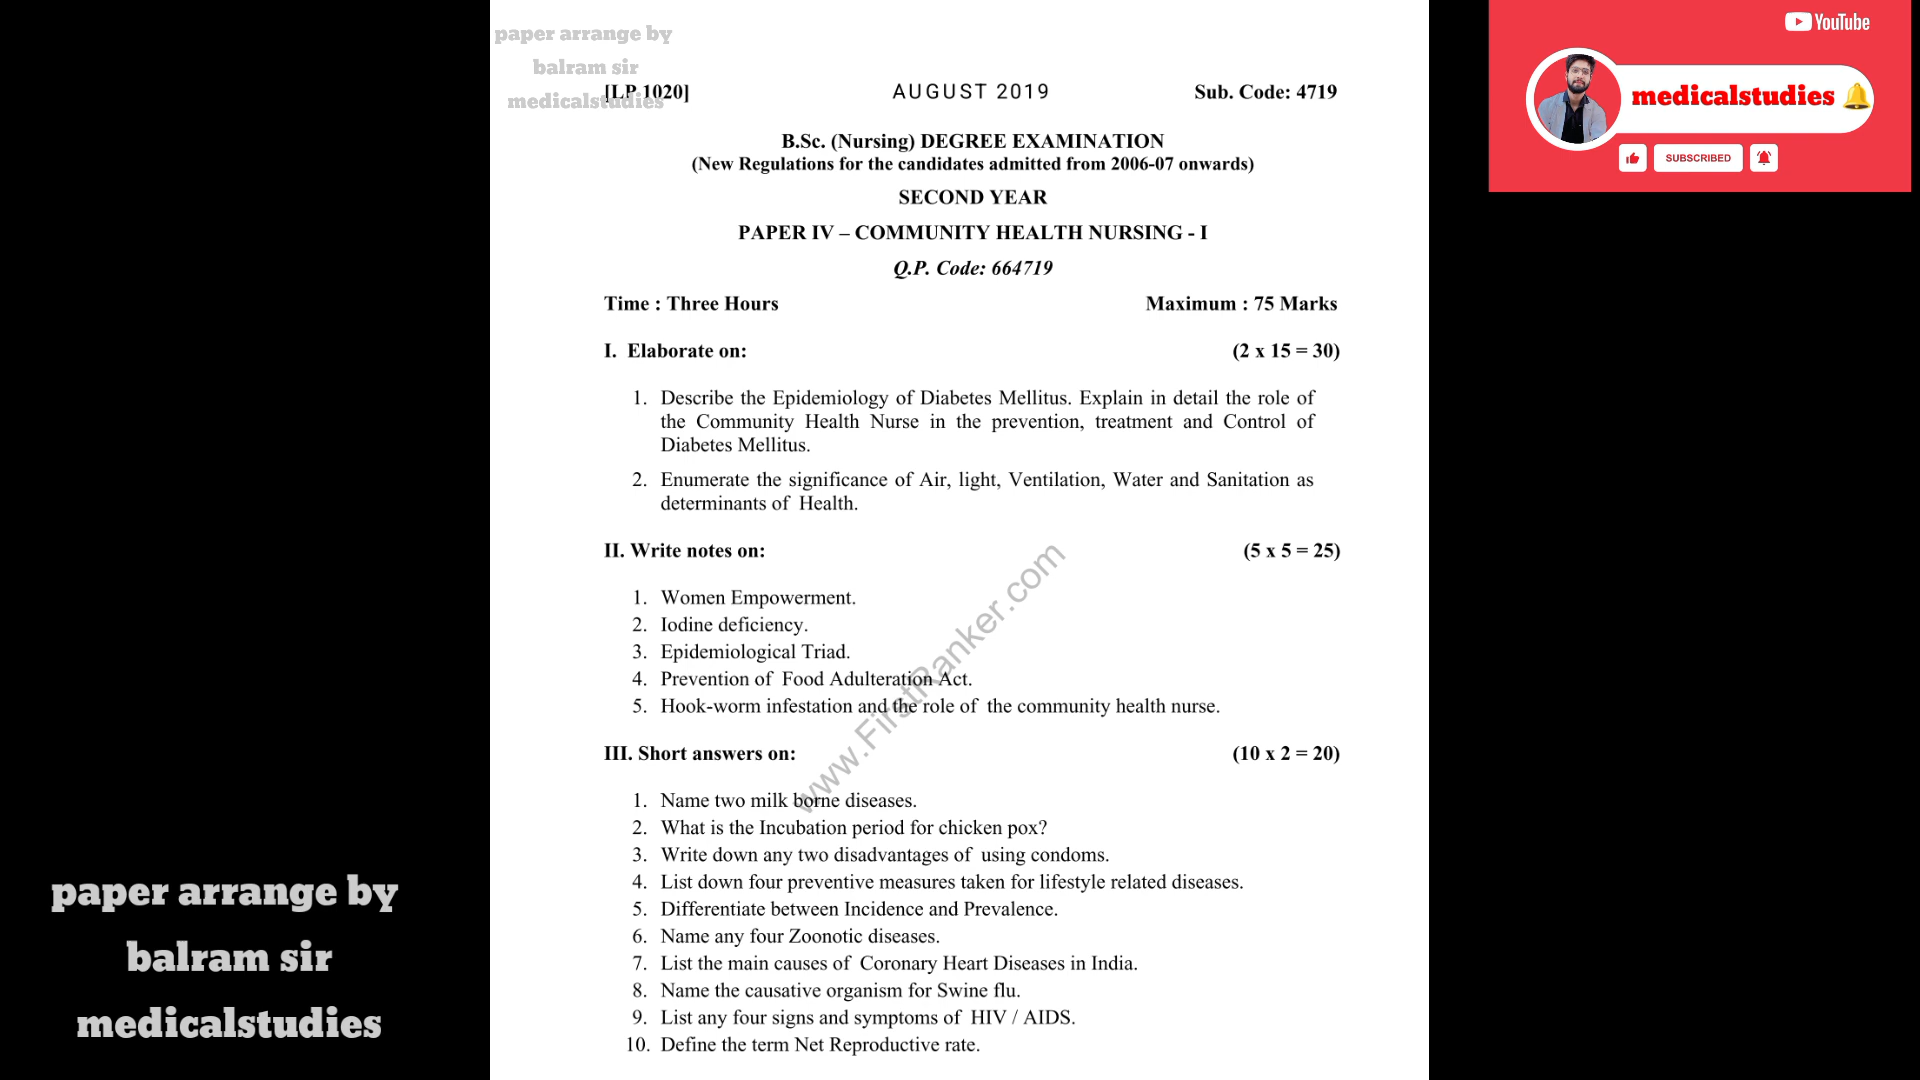 paper arrange by
balram sir
medicalstudies
[LP 1020] AUGUST 2019 Sub. Code: 4719
B.Sc. (Nursing) DEGREE EXAMINATION
(New Regulations for the candidates admitted from 2006-07 onwards)
SECOND YEAR
PAPER IV – COMMUNITY HEALTH NURSING - I
Q.P. Code: 664719
Time : Three Hours Maximum : 75 Marks
I. Elaborate on: (2 x 15 = 30)
1. Describe the Epidemiology of Diabetes Mellitus. Explain in detail the role of
the Community Health Nurse in the prevention, treatment and Control of
Diabetes Mellitus.
2. Enumerate the significance of Air, light, Ventilation, Water and Sanitation as
determinants of Health.
II. Write notes on: (5 x 5 = 25)
1. Women Empowerment.
2. Iodine deficiency.
3. Epidemiological Triad.
4. Prevention of Food Adulteration Act.
5. Hook-worm infestation and the role of the community health nurse.
III. Short answers on: (10 x 2 = 20)
1. Name two milk borne diseases.
2. What is the Incubation period for chicken pox?
3. Write down any two disadvantages of using condoms.
4. List down four preventive measures taken for lifestyle related diseases.
5. Differentiate between Incidence and Prevalence.
6. Name any four Zoonotic diseases.
7. List the main causes of Coronary Heart Diseases in India.
8. Name the causative organism for Swine flu.
9. List any four signs and symptoms of HIV / AIDS.
10. Define the term Net Reproductive rate.
www.FirstRanker.com
YouTube
medicalstudies
SUBSCRIBED
paper arrange by
balram sir
medicalstudies